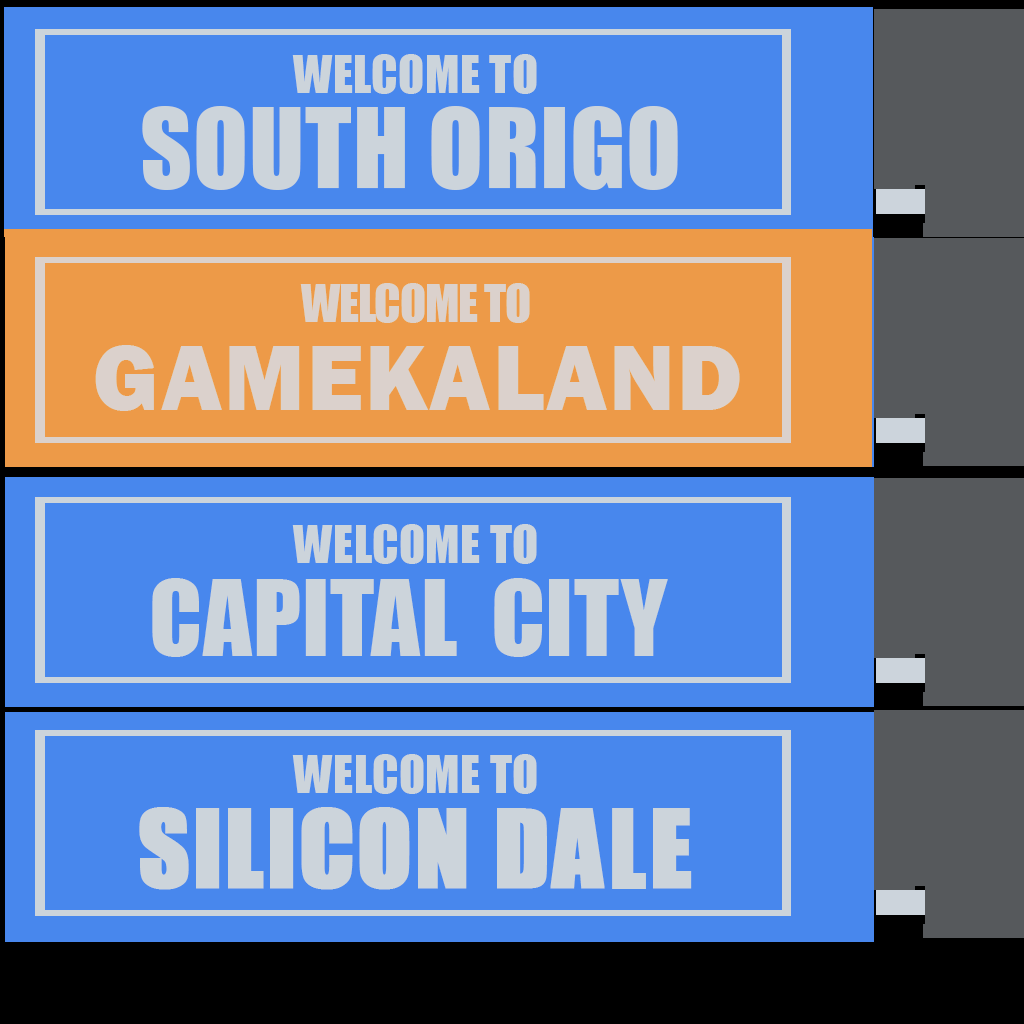 WELCOME TO
SOUTH ORIGO
WELCOME TO
GAMEKALAND
WELCOME TO
CAPITAL CITY
WELCOME TO
SILICON DALE